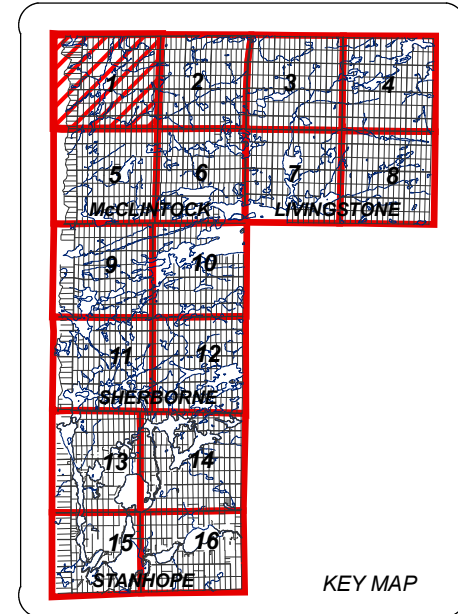 1 2 3 4
5 6 7 8
McCLINTOCK LIVINGSTONE
9 10
11 12
SHERBORNE
13 14
15 16
STANHOPE
KEY MAP